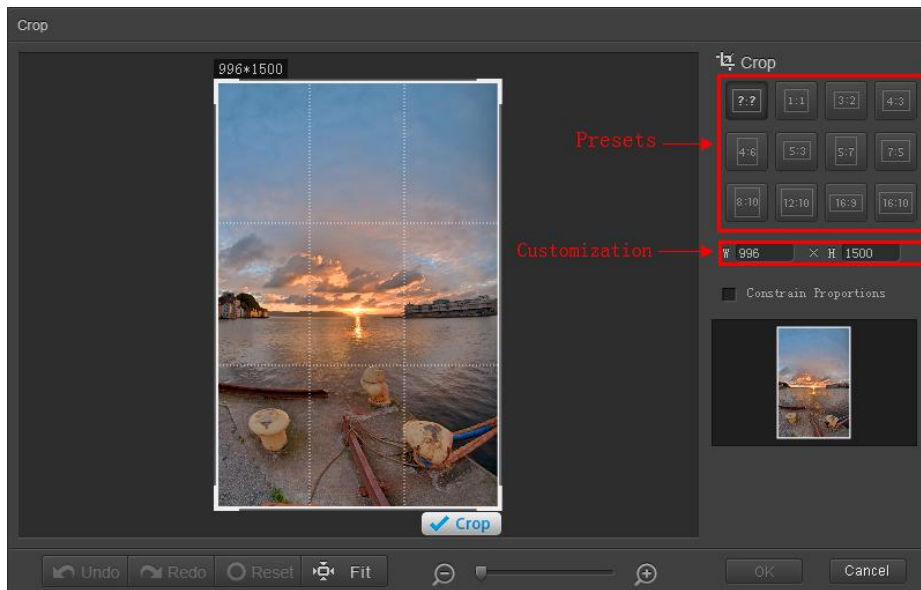 Crop
996*1500
Crop
?:? 1:1 3:2 4:3
Presets
4:6 5:3 5:7 7:5
8:10 12:10 16:9 16:10
Customization
W 996 × H 1500
Constrain Proportions
Crop
Undo Redo Reset Fit OK Cancel